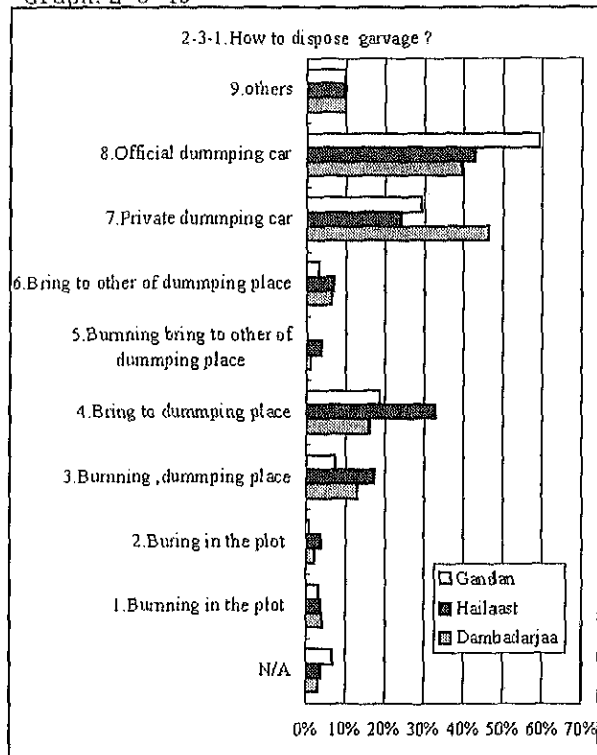 2-3-1.How to dispose garvage ?
9.others
8.Official dummping car
7.Private dummping car
6.Bring to other of dummping place
5.Burnning bring to other of
dummping place
4.Bring to dummping place
3.Burnning ,dummping place
2.Buring in the plot
1.Burnning in the plot
N/A
Gandan
Hailaast
Dambadarjaa
0% 10% 20% 30% 40% 50% 60% 70%